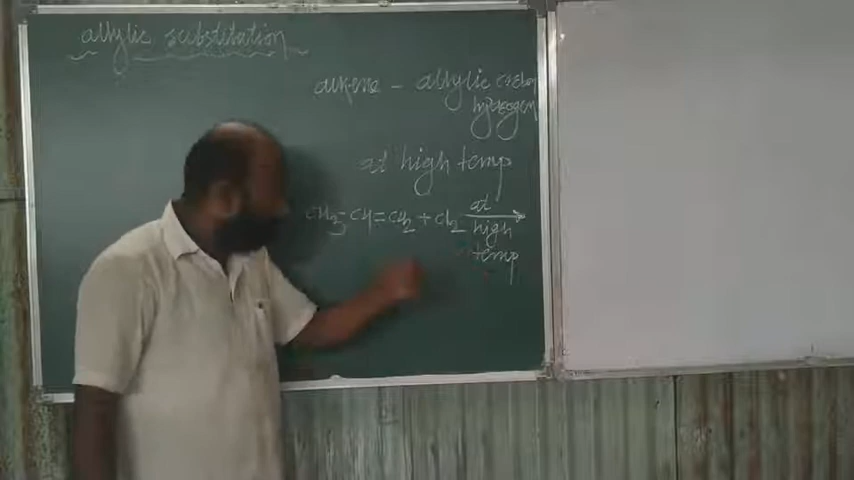 allylic substitution
alkene - allylic carbon
hydrogen
at high temp
CH3-CH=CH2+Cl2 at
high
temp